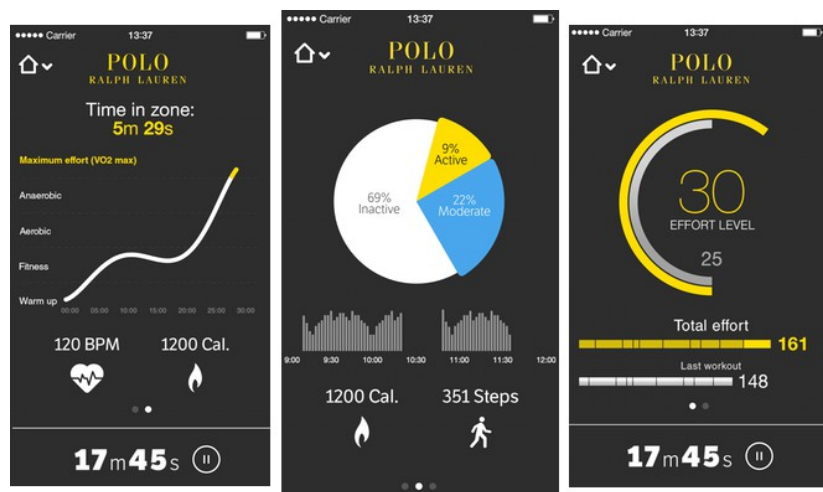 Carrier 13:37
POLO
RALPH LAUREN
Time in zone:
5m 29s
Maximum effort (VO2 max)
Anaerobic
Aerobic
Fitness
Warm up
00:00 05:00 10:00 15:00 20:00 25:00 30:00
120 BPM 1200 Cal.
17m45s
Carrier 13:37
POLO
RALPH LAUREN
9%
Active
69%
Inactive
22%
Moderate
9:00 9:30 10:00 10:30 11:00 11:30 12:00
1200 Cal. 351 Steps
Carrier 13:37
POLO
RALPH LAUREN
30
EFFORT LEVEL
25
Total effort
161
Last workout
148
17m45s